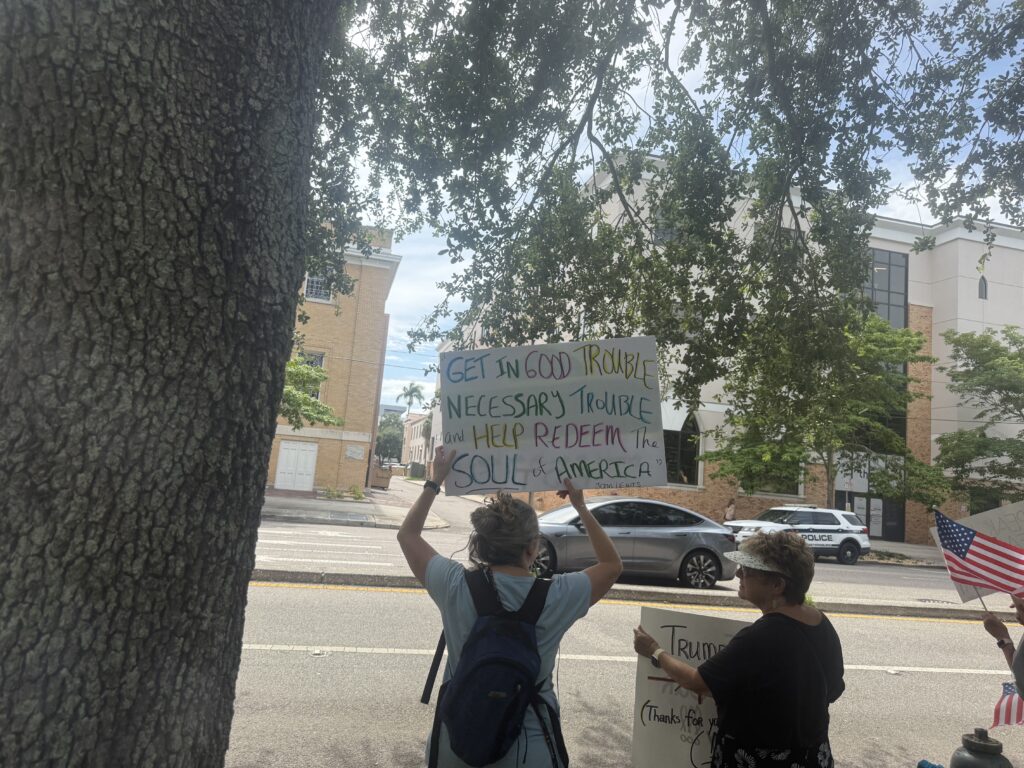 GET IN GOOD TROUBLE
NECESSARY TROUBLE
and HELP REDEEM The
SOUL of AMERICA"
JOHN LEWIS
POLICE
Trump
(Thanks for